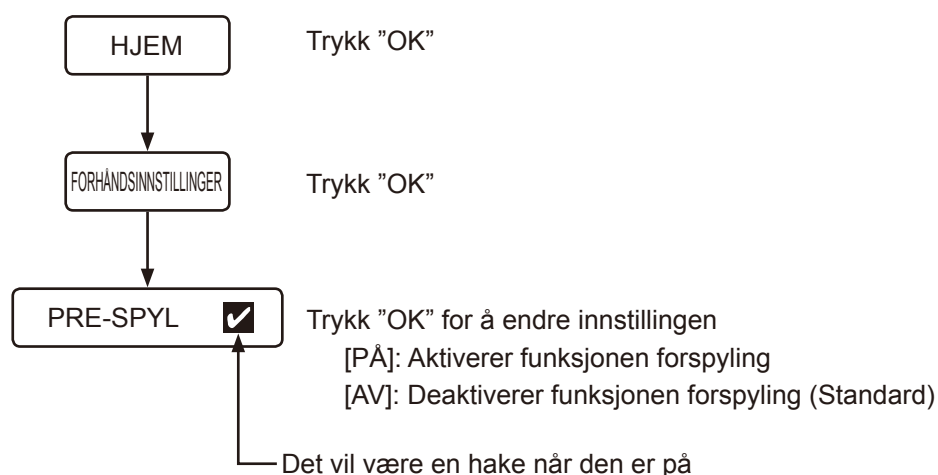 HJEM
Trykk ”OK”
FORHÅNDSINNSTILLINGER
Trykk ”OK”
PRE-SPYL ✔
Trykk ”OK” for å endre innstillingen
[PÅ]: Aktiverer funksjonen forspyling
[AV]: Deaktiverer funksjonen forspyling (Standard)
Det vil være en hake når den er på